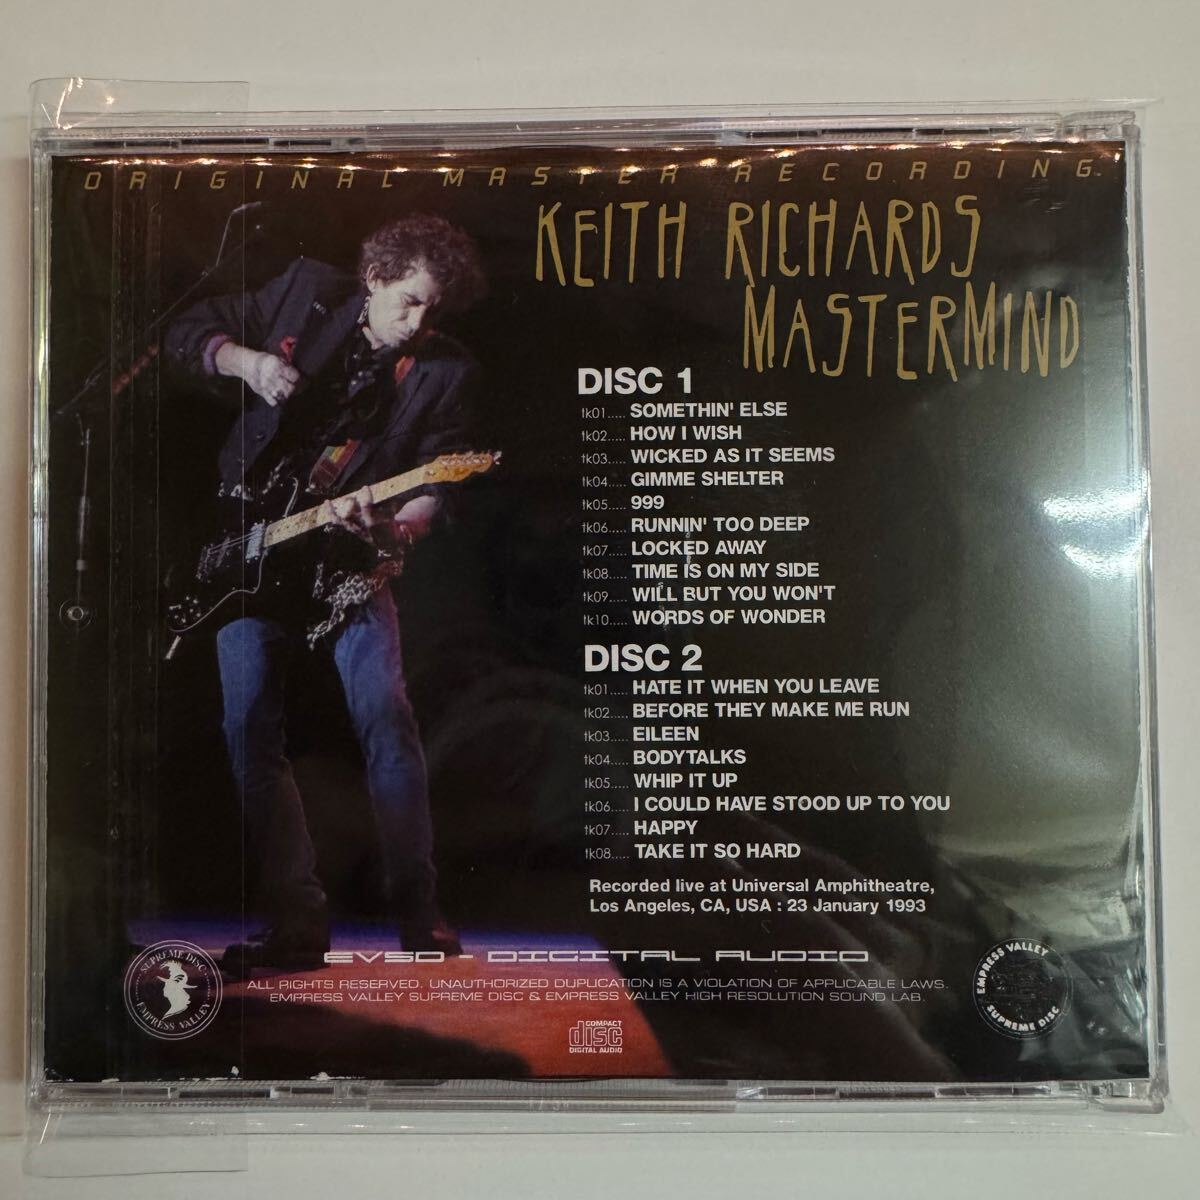 ORIGINAL MASTER RECORDING™
KEITH RICHARDS
MASTERMIND
DISC 1
tk01..... SOMETHIN' ELSE
tk02..... HOW I WISH
tk03..... WICKED AS IT SEEMS
tk04..... GIMME SHELTER
tk05..... 999
tk06..... RUNNIN' TOO DEEP
tk07..... LOCKED AWAY
tk08..... TIME IS ON MY SIDE
tk09..... WILL BUT YOU WON'T
tk10..... WORDS OF WONDER
DISC 2
tk01..... HATE IT WHEN YOU LEAVE
tk02..... BEFORE THEY MAKE ME RUN
tk03..... EILEEN
tk04..... BODYTALKS
tk05..... WHIP IT UP
tk06..... I COULD HAVE STOOD UP TO YOU
tk07..... HAPPY
tk08..... TAKE IT SO HARD
Recorded live at Universal Amphitheatre,
Los Angeles, CA, USA : 23 January 1993
EVSD - DIGITAL AUDIO
ALL RIGHTS RESERVED. UNAUTHORIZED DUPLICATION IS A VIOLATION OF APPLICABLE LAWS.
EMPRESS VALLEY SUPREME DISC & EMPRESS VALLEY HIGH RESOLUTION SOUND LAB.
SUPREME DISC
EMPRESS VALLEY
EMPRESS VALLEY
SUPREME DISC
COMPACT
disc
DIGITAL AUDIO